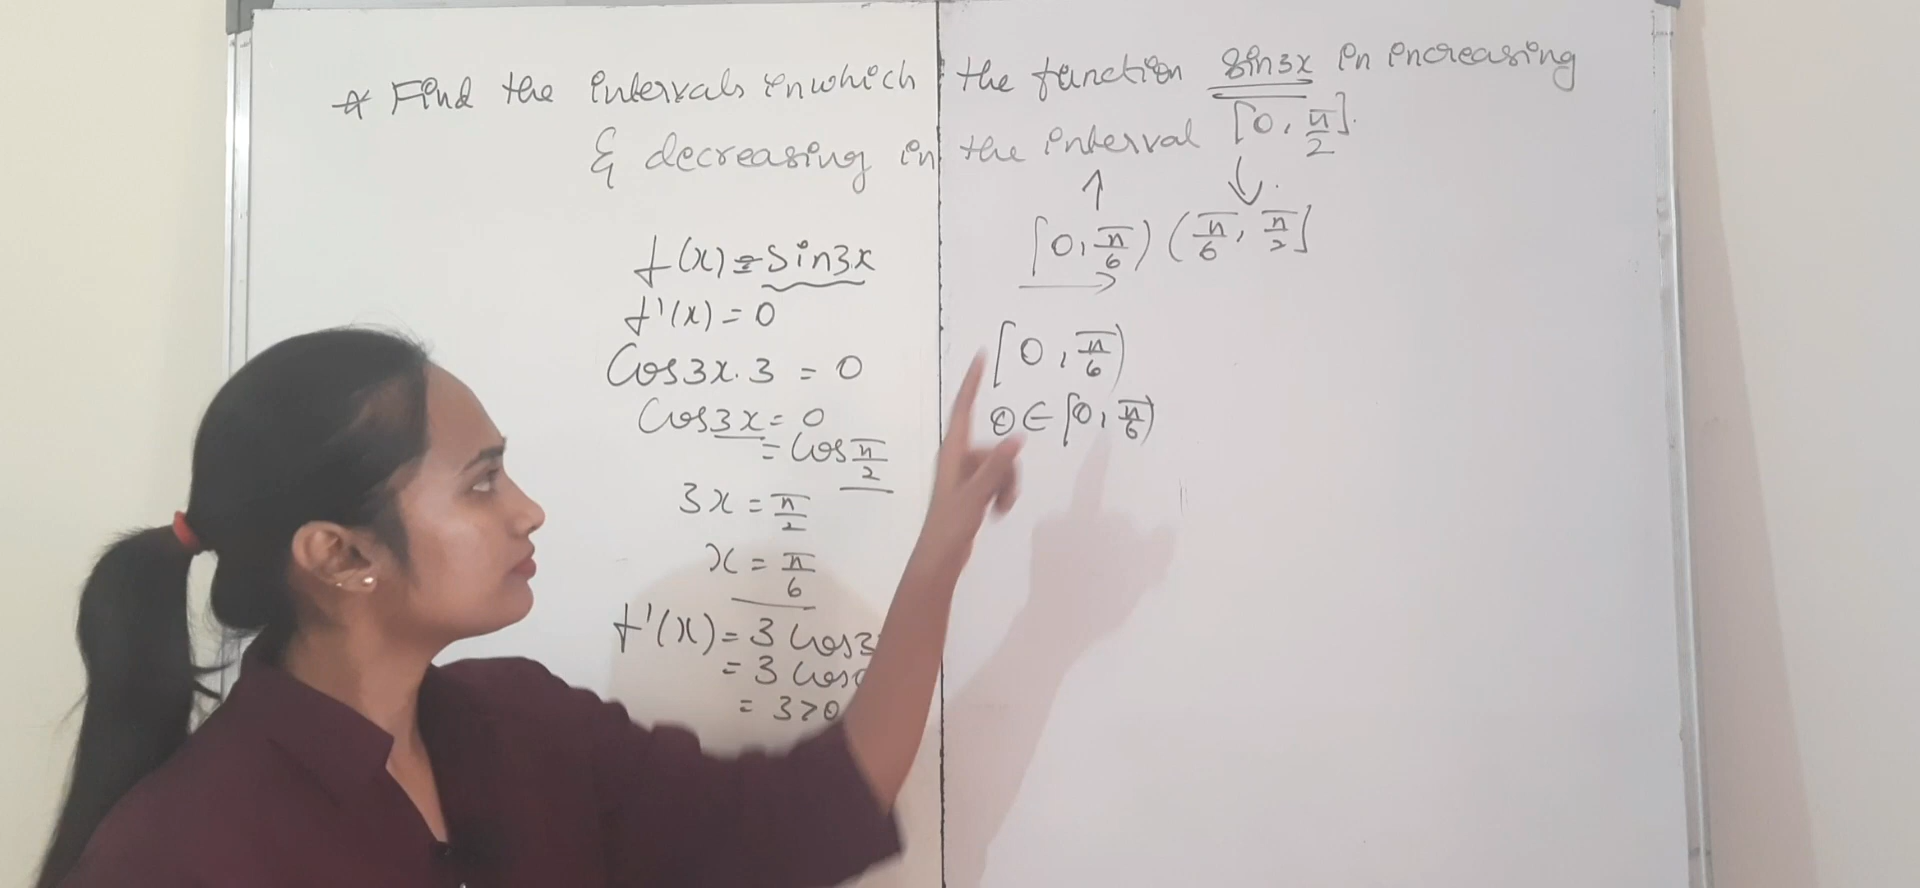 * Find the intervals in which the function sin3x in increasing
& decreasing in the interval [0, π/2].
↑ ↓
[0, π/6) (π/6, π/2]
f(x) = sin3x
f'(x) = 0
Cos3x. 3 = 0
Cos3x = 0
= Cos π/2
3x = π/2
x = π/6
f'(x) = 3 Cos3
= 3 Cos
= 3 > 0
[0, π/6)
0 ∈ [0, π/6)